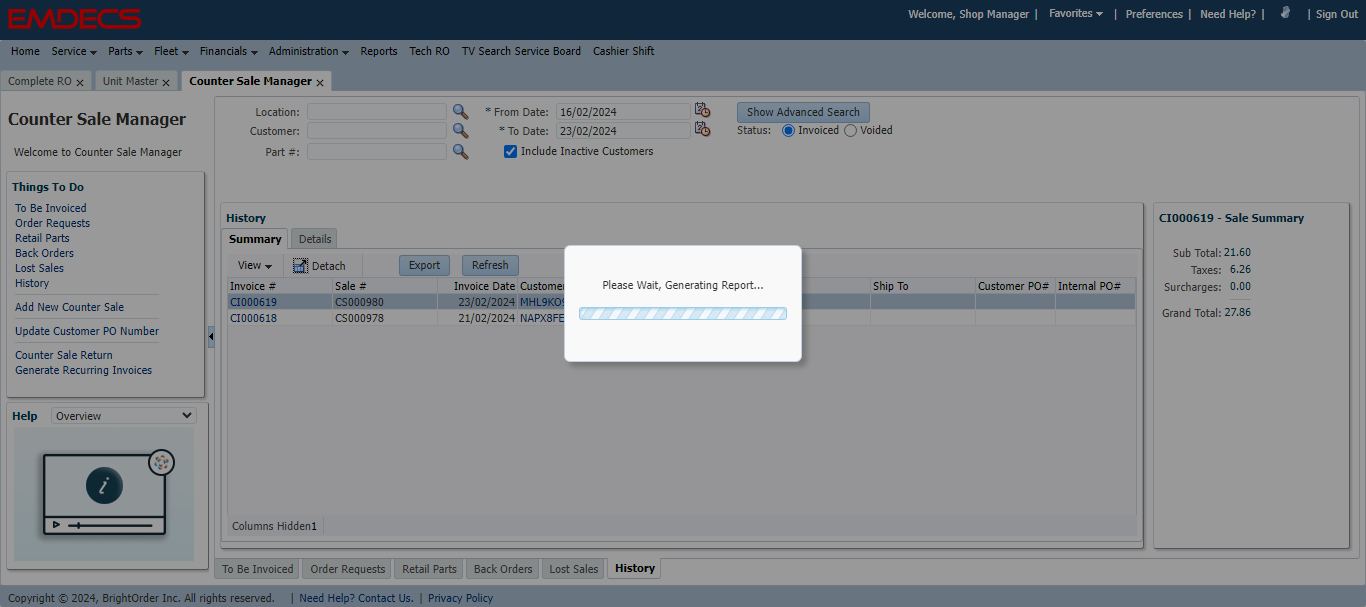 EMDECS
Welcome, Shop Manager | Favorites | Preferences | Need Help? | | Sign Out
Home Service Parts Fleet Financials Administration Reports Tech RO TV Search Service Board Cashier Shift
Complete RO Unit Master Counter Sale Manager
Counter Sale Manager
Welcome to Counter Sale Manager
Things To Do
To Be Invoiced
Order Requests
Retail Parts
Back Orders
Lost Sales
History
Add New Counter Sale
Update Customer PO Number
Counter Sale Return
Generate Recurring Invoices
Help Overview
Location: * From Date: 16/02/2024 Show Advanced Search
Customer: * To Date: 23/02/2024 Status: Invoiced Voided
Part #: Include Inactive Customers
History
Summary Details
View Detach Export Refresh
Invoice # Sale # Invoice Date Customer Ship To Customer PO# Internal PO#
CI000619 CS000980 23/02/2024
CI000618 CS000978 21/02/2024 NAPX8FE
Please Wait, Generating Report...
Columns Hidden1
CI000619 - Sale Summary
Sub Total: 21.60
Taxes: 6.26
Surcharges: 0.00
Grand Total: 27.86
To Be Invoiced Order Requests Retail Parts Back Orders Lost Sales History
Copyright © 2024, BrightOrder Inc. All rights reserved. | Need Help? Contact Us. | Privacy Policy